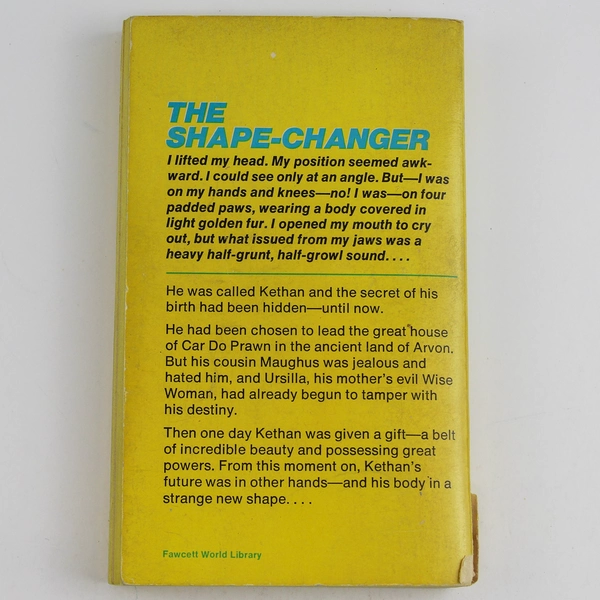 THE
SHAPE-CHANGER
I lifted my head. My position seemed awk-
ward. I could see only at an angle. But—I was
on my hands and knees—no! I was—on four
padded paws, wearing a body covered in
light golden fur. I opened my mouth to cry
out, but what issued from my jaws was a
heavy half-grunt, half-growl sound. . . .
He was called Kethan and the secret of his
birth had been hidden—until now.
He had been chosen to lead the great house
of Car Do Prawn in the ancient land of Arvon.
But his cousin Maughus was jealous and
hated him, and Ursilla, his mother's evil Wise
Woman, had already begun to tamper with
his destiny.
Then one day Kethan was given a gift—a belt
of incredible beauty and possessing great
powers. From this moment on, Kethan's
future was in other hands—and his body in a
strange new shape. . . .
Fawcett World Library